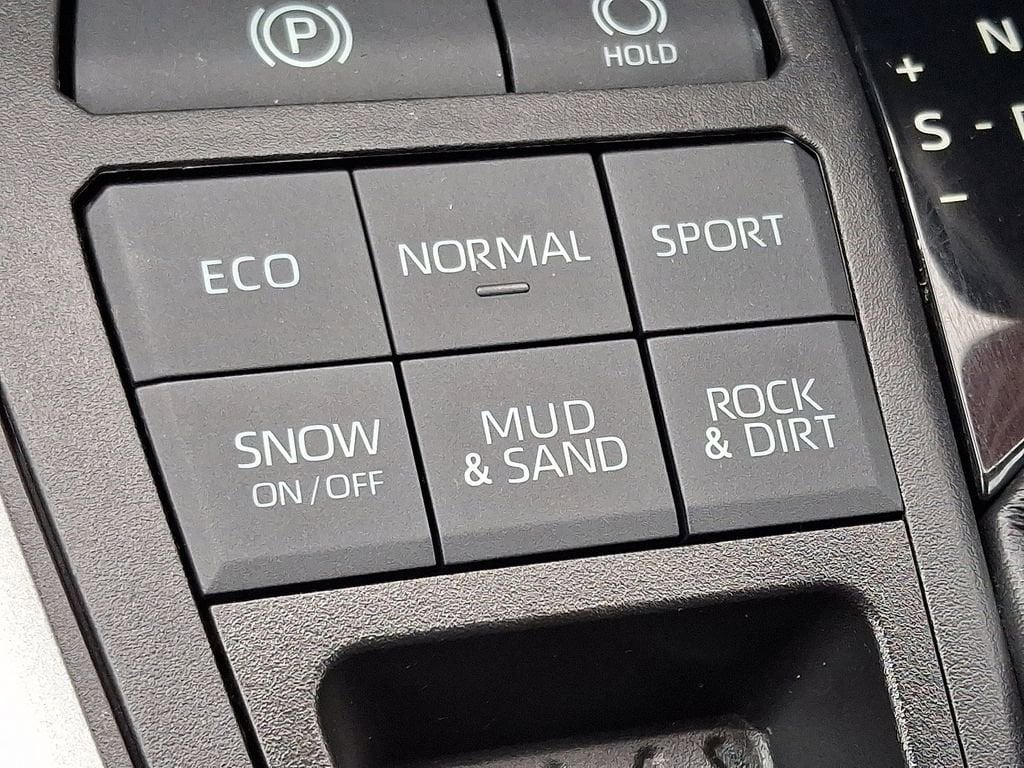 P
HOLD
N
+
S -
−
ECO
NORMAL
SPORT
SNOW
ON / OFF
MUD
& SAND
ROCK
& DIRT